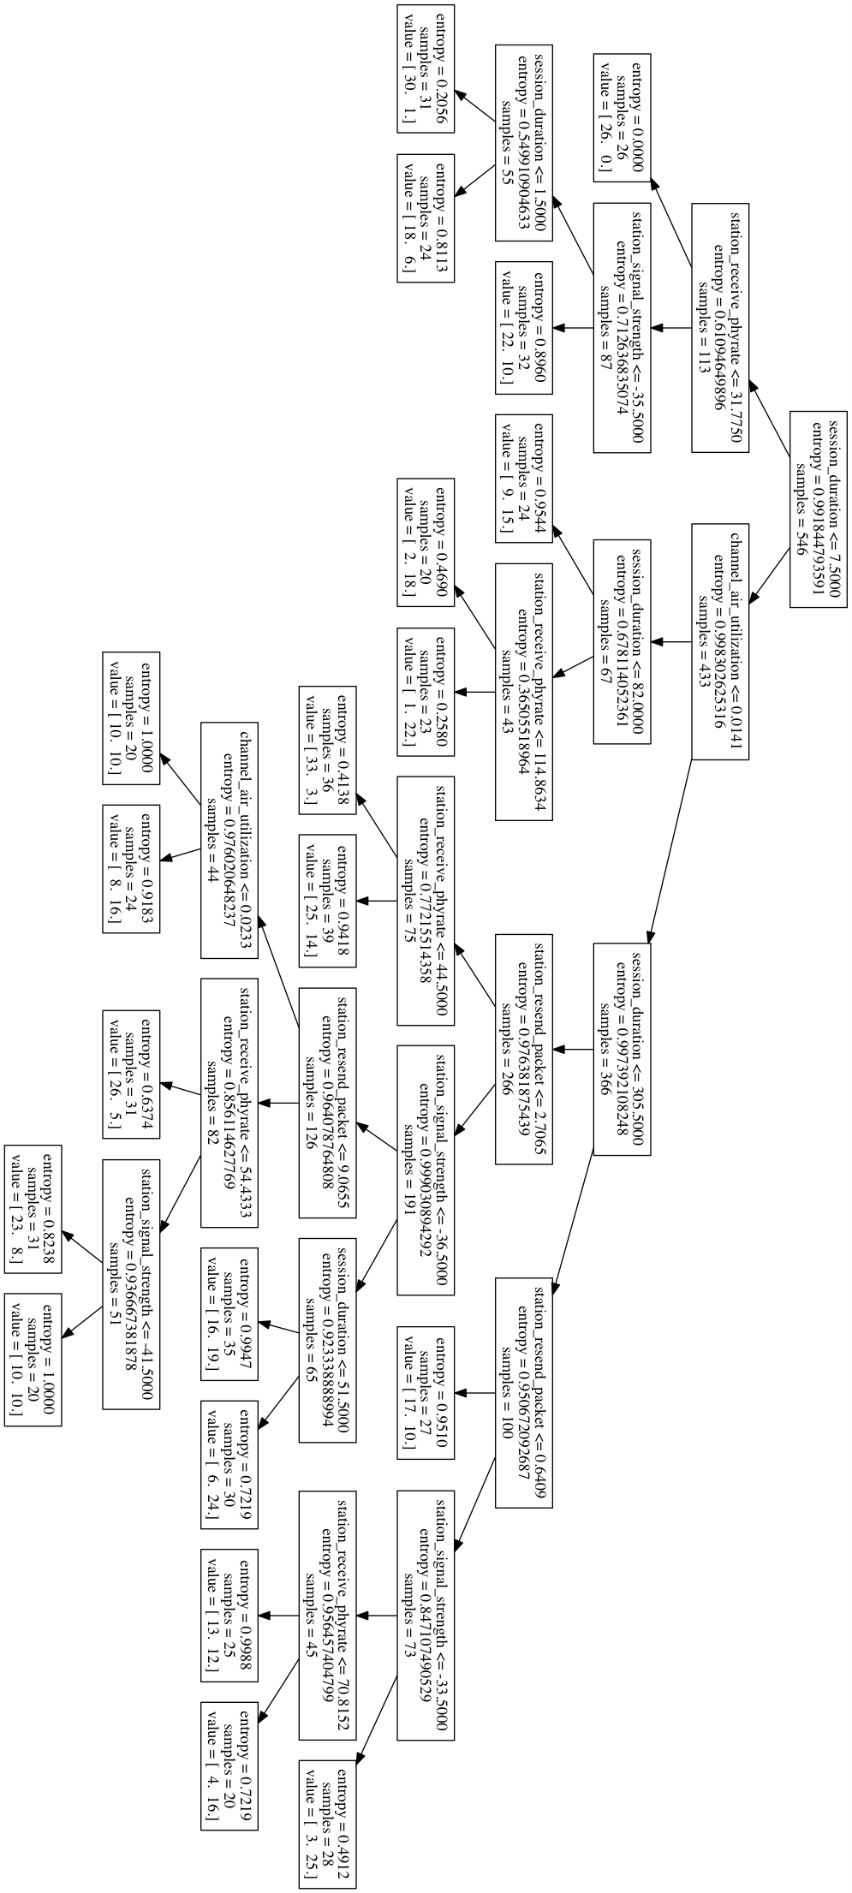 session_duration <= 7.5000
entropy = 0.991844793591
samples = 546
station_receive_phyrate <= 31.7750
entropy = 0.61094649896
samples = 113
channel_air_utilization <= 0.0141
entropy = 0.998302625316
samples = 433
entropy = 0.0000
samples = 26
value = [ 26.   0.]
station_signal_strength <= -35.5000
entropy = 0.712636835074
samples = 87
session_duration <= 82.0000
entropy = 0.678114052361
samples = 67
session_duration <= 305.5000
entropy = 0.997392108248
samples = 366
session_duration <= 1.5000
entropy = 0.549910904633
samples = 55
entropy = 0.8960
samples = 32
value = [ 22.  10.]
entropy = 0.9544
samples = 24
value = [  9.  15.]
station_receive_phyrate <= 114.8634
entropy = 0.36505518964
samples = 43
station_resend_packet <= 2.7065
entropy = 0.976381875439
samples = 266
station_resend_packet <= 0.6409
entropy = 0.950672092687
samples = 100
entropy = 0.2056
samples = 31
value = [ 30.   1.]
entropy = 0.8113
samples = 24
value = [ 18.   6.]
entropy = 0.4690
samples = 20
value = [  2.  18.]
entropy = 0.2580
samples = 23
value = [  1.  22.]
station_receive_phyrate <= 44.5000
entropy = 0.77215514358
samples = 75
station_signal_strength <= -36.5000
entropy = 0.999030894292
samples = 191
entropy = 0.9510
samples = 27
value = [ 17.  10.]
station_signal_strength <= -33.5000
entropy = 0.847107490529
samples = 73
entropy = 0.4138
samples = 36
value = [ 33.   3.]
entropy = 0.9418
samples = 39
value = [ 25.  14.]
station_resend_packet <= 9.0655
entropy = 0.964078764808
samples = 126
session_duration <= 51.5000
entropy = 0.923338888994
samples = 65
station_receive_phyrate <= 70.8152
entropy = 0.956457404799
samples = 45
entropy = 0.4912
samples = 28
value = [  3.  25.]
channel_air_utilization <= 0.0233
entropy = 0.976020648237
samples = 44
station_receive_phyrate <= 54.4333
entropy = 0.856114627769
samples = 82
entropy = 0.9947
samples = 35
value = [ 16.  19.]
entropy = 0.7219
samples = 30
value = [  6.  24.]
entropy = 0.9988
samples = 25
value = [ 13.  12.]
entropy = 0.7219
samples = 20
value = [  4.  16.]
entropy = 1.0000
samples = 20
value = [ 10.  10.]
entropy = 0.9183
samples = 24
value = [  8.  16.]
entropy = 0.6374
samples = 31
value = [ 26.   5.]
station_signal_strength <= -41.5000
entropy = 0.936667381878
samples = 51
entropy = 0.8238
samples = 31
value = [ 23.   8.]
entropy = 1.0000
samples = 20
value = [ 10.  10.]